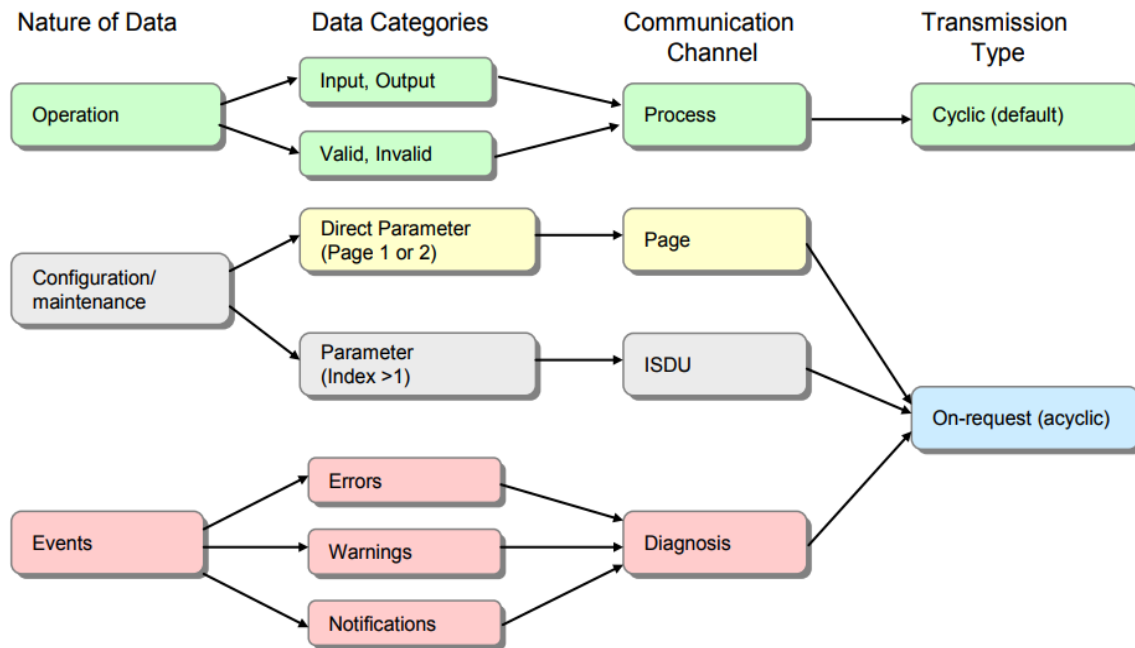 Nature of Data
Data Categories
Communication
Channel
Transmission
Type
Operation
Input, Output
Valid, Invalid
Process
Cyclic (default)
Configuration/
maintenance
Direct Parameter
(Page 1 or 2)
Page
Parameter
(Index >1)
ISDU
On-request (acyclic)
Events
Errors
Warnings
Notifications
Diagnosis